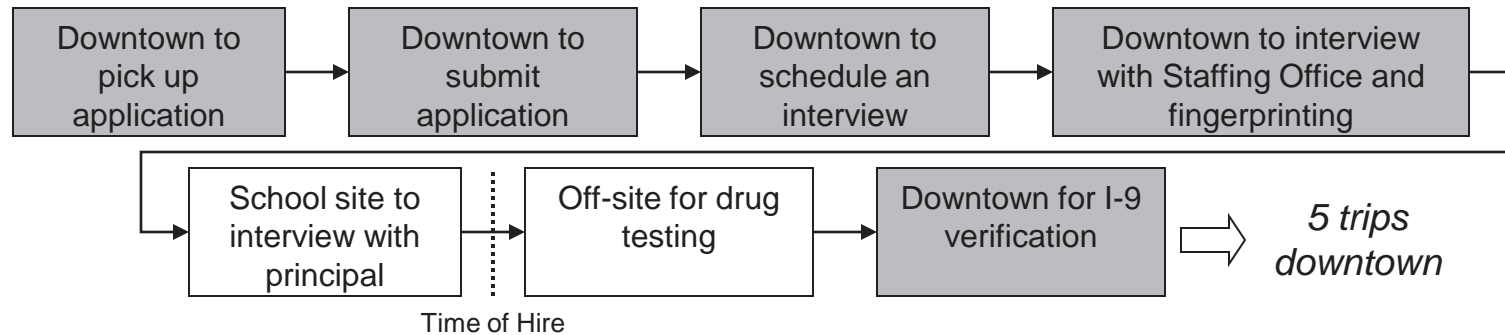 Downtown to
pick up
application
Downtown to
submit
application
Downtown to
schedule an
interview
Downtown to interview
with Staffing Office and
fingerprinting
School site to
interview with
principal
Off-site for drug
testing
Downtown for I-9
verification
5 trips
downtown
Time of Hire